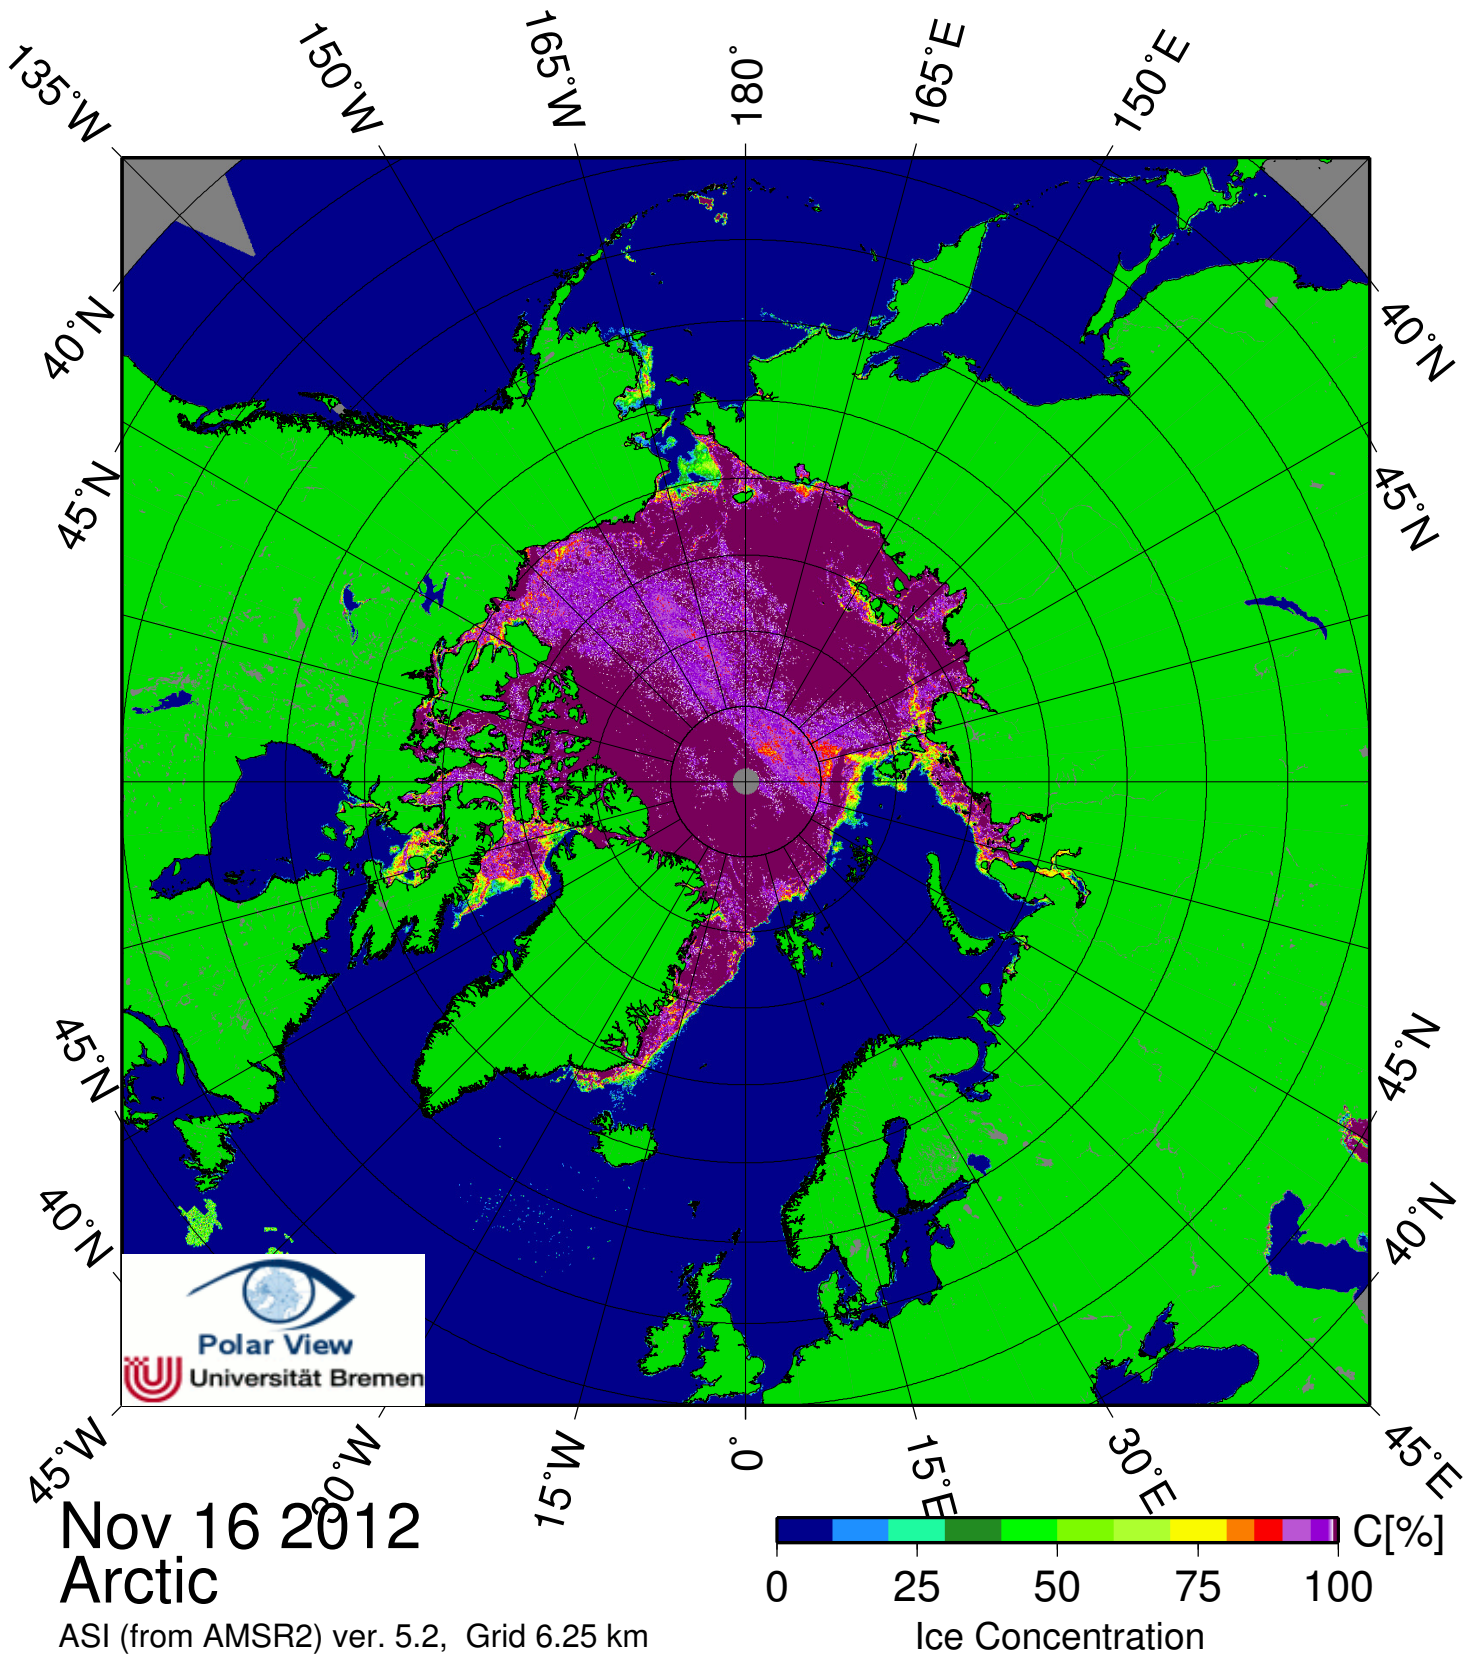 135°W
150°W
165°W
180°
165°E
150°E
40°N
40°N
45°N
45°N
45°N
45°N
40°N
40°N
Polar View
Universität Bremen
45°W
30°W
15°W
0°
15°E
30°E
45°E
Nov 16 2012
Arctic
ASI (from AMSR2) ver. 5.2, Grid 6.25 km
C[%]
0 25 50 75 100
Ice Concentration